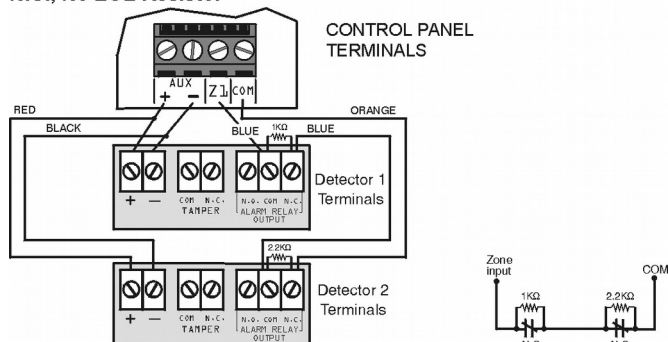 CONTROL PANEL
TERMINALS
AUX
+ – Z1 COM
RED
ORANGE
BLACK
BLUE
1KΩ
BLUE
Detector 1
Terminals
+ –
COM N.C.
TAMPER
N.O. COM N.C.
ALARM RELAY
OUTPUT
2.2KΩ
Detector 2
Terminals
+ –
COM N.C.
TAMPER
N.O. COM N.C.
ALARM RELAY
OUTPUT
Zone
input
COM
1KΩ
2.2KΩ